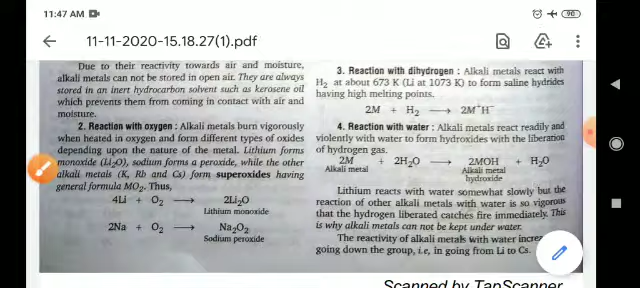 11:47 AM
90
11-11-2020-15.18.27(1).pdf
Due to their reactivity towards air and moisture,
alkali metals can not be stored in open air. They are always
stored in an inert hydrocarbon solvent such as kerosene oil
which prevents them from coming in contact with air and
moisture.
2. Reaction with oxygen : Alkali metals burn vigorously
when heated in oxygen and form different types of oxides
depending upon the nature of the metal. Lithium forms
monoxide (Li₂O), sodium forms a peroxide, while the other
alkali metals (K, Rb and Cs) form superoxides having
general formula MO₂. Thus,
4Li + O₂ ⟶ 2Li₂O
Lithium monoxide
2Na + O₂ ⟶ Na₂O₂
Sodium peroxide
3. Reaction with dihydrogen : Alkali metals react with
H₂ at about 673 K (Li at 1073 K) to form saline hydrides
having high melting points.
2M + H₂ ⟶ 2M⁺H⁻
4. Reaction with water : Alkali metals react readily and
violently with water to form hydroxides with the liberation
of hydrogen gas.
2M + 2H₂O ⟶ 2MOH + H₂O
Alkali metal Alkali metal
hydroxide
Lithium reacts with water somewhat slowly but the
reaction of other alkali metals with water is so vigorous
that the hydrogen liberated catches fire immediately. This
is why alkali metals can not be kept under water.
The reactivity of alkali metals with water increa
going down the group, i.e, in going from Li to Cs.
Scanned by TapScanner